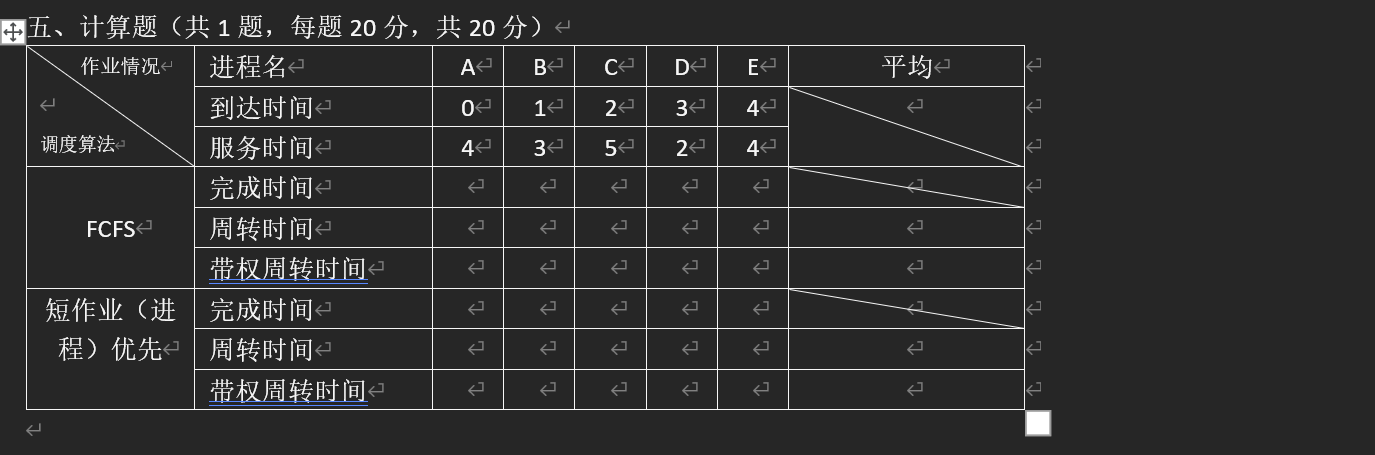 五、计算题（共 1 题，每题 20 分，共 20 分）
作业情况
调度算法
进程名 A B C D E 平均
到达时间 0 1 2 3 4
服务时间 4 3 5 2 4
FCFS
完成时间
周转时间
带权周转时间
短作业（进
程）优先
完成时间
周转时间
带权周转时间